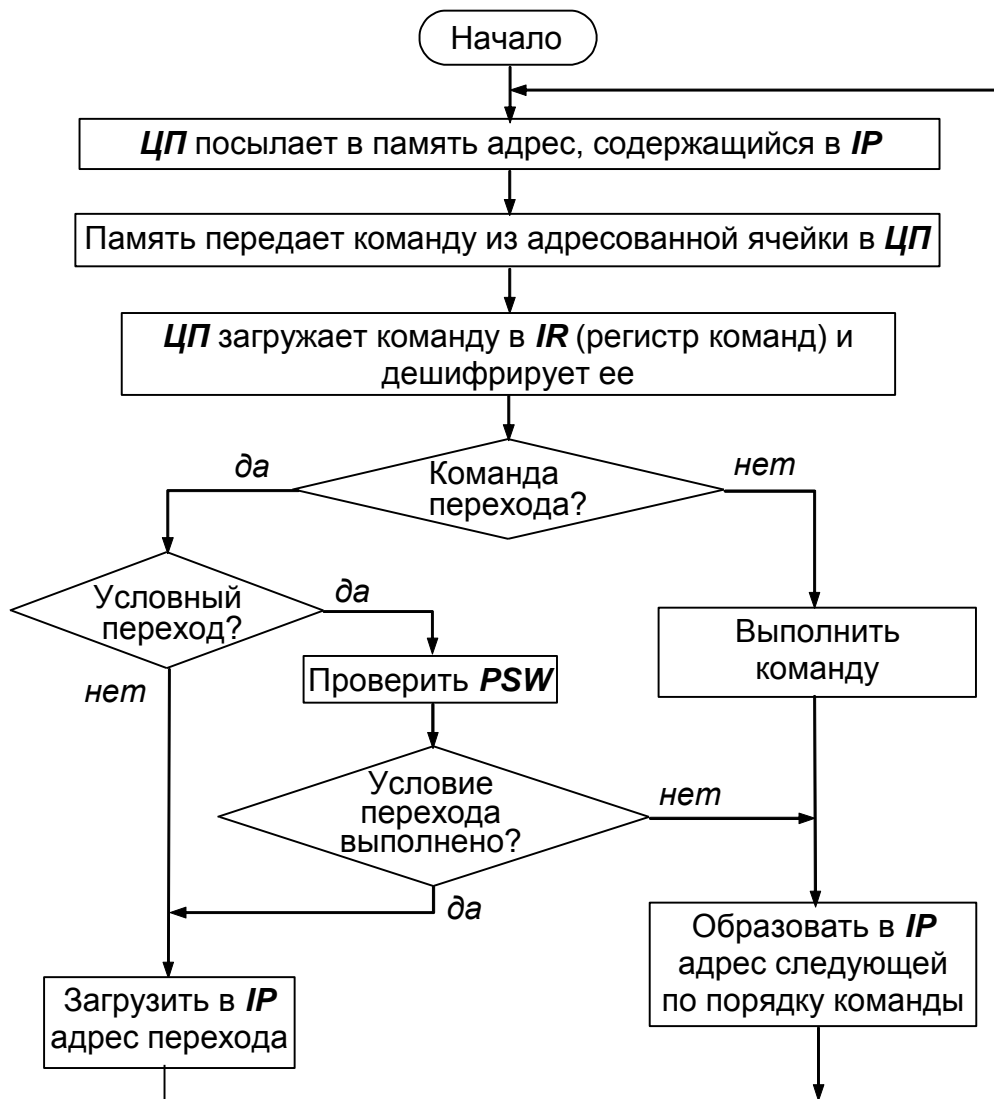 Начало
ЦП посылает в память адрес, содержащийся в IP
Память передает команду из адресованной ячейки в ЦП
ЦП загружает команду в IR (регистр команд) и
дешифрирует ее
да
Команда
перехода?
нет
Условный
переход?
да
нет
Проверить PSW
Выполнить
команду
Условие
перехода
выполнено?
нет
да
Загрузить в IP
адрес перехода
Образовать в IP
адрес следующей
по порядку команды